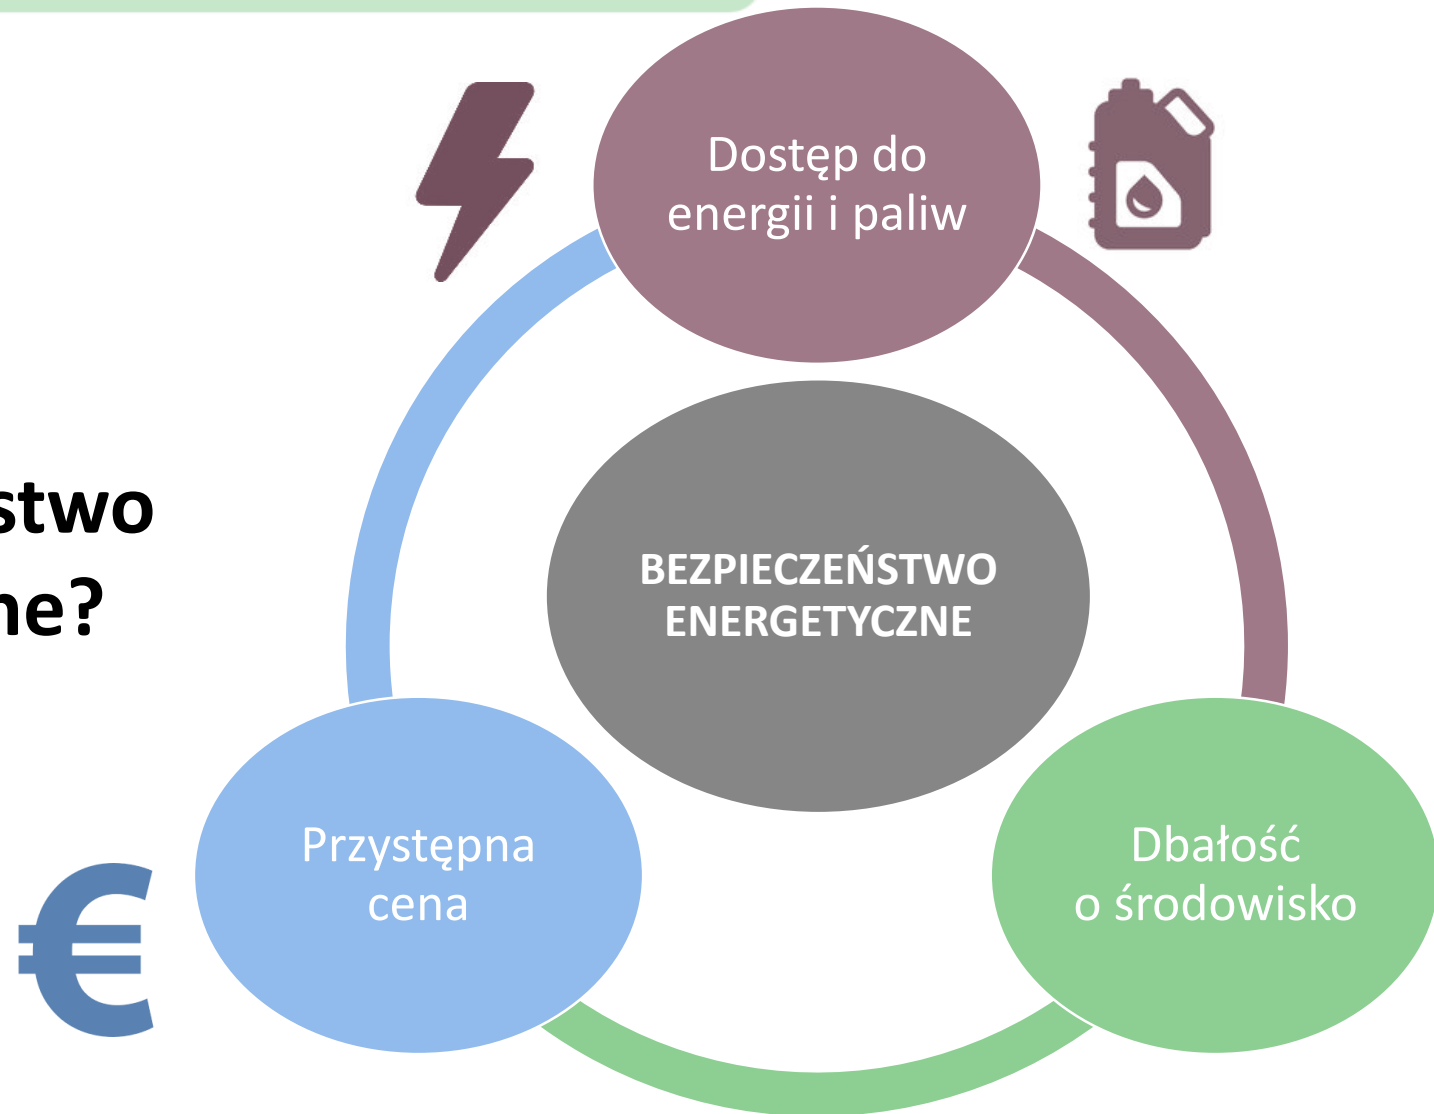 Dostęp do
energii i paliw
stwo
ne?
BEZPIECZEŃSTWO
ENERGETYCZNE
Przystępna
cena
Dbałość
o środowisko
€